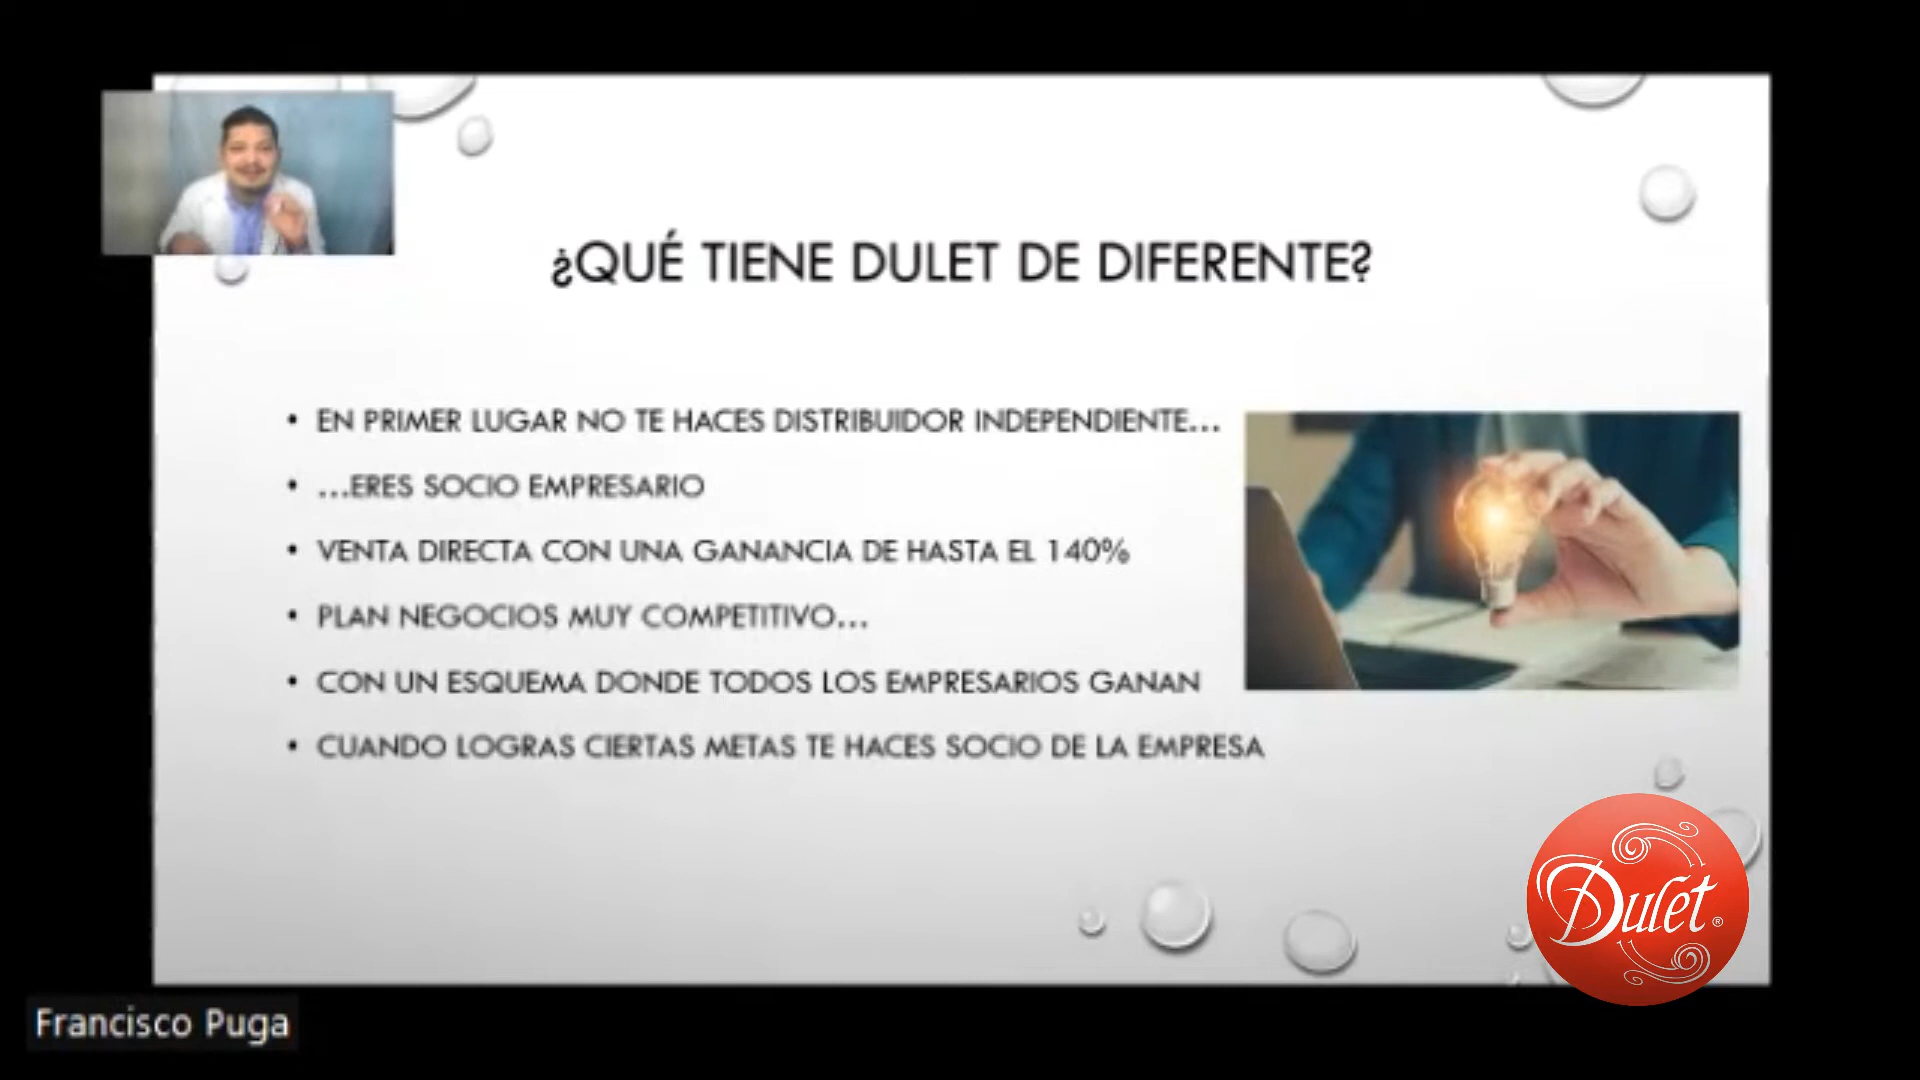 ¿QUÉ TIENE DULET DE DIFERENTE?
• EN PRIMER LUGAR NO TE HACES DISTRIBUIDOR INDEPENDIENTE...
• ...ERES SOCIO EMPRESARIO
• VENTA DIRECTA CON UNA GANANCIA DE HASTA EL 140%
• PLAN NEGOCIOS MUY COMPETITIVO...
• CON UN ESQUEMA DONDE TODOS LOS EMPRESARIOS GANAN
• CUANDO LOGRAS CIERTAS METAS TE HACES SOCIO DE LA EMPRESA
Dulet®
Francisco Puga